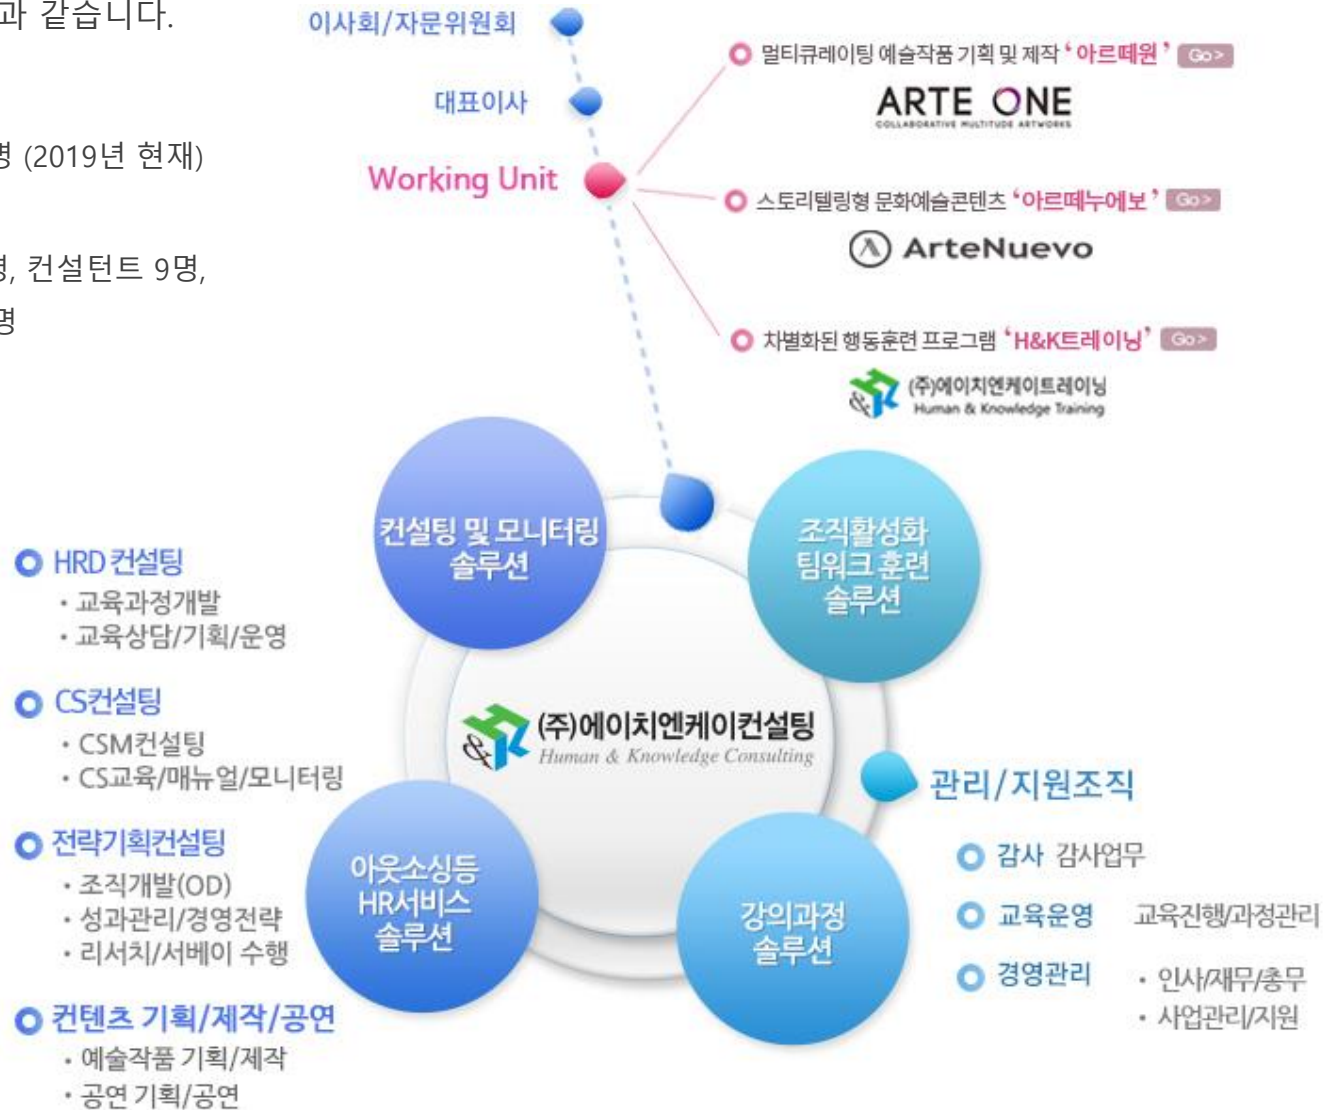 과 같습니다.
명 (2019년 현재)
명, 컨설턴트 9명,
명
이사회/자문위원회
대표이사
Working Unit
멀티큐레이팅 예술작품 기획 및 제작 ‘아르떼원’ Go >
ARTE ONE
COLLABORATIVE MULTITUDE ARTWORKS
스토리텔링형 문화예술콘텐츠 ‘아르떼누에보’ Go >
ArteNuevo
차별화된 행동훈련 프로그램 ‘H&K트레이닝’ Go >
H&K (주)에이치엔케이트레이닝
Human & Knowledge Training
컨설팅 및 모니터링
솔루션
조직활성화
팀워크 훈련
솔루션
H&K (주)에이치엔케이컨설팅
Human & Knowledge Consulting
아웃소싱등
HR서비스
솔루션
강의과정
솔루션
HRD 컨설팅
· 교육과정개발
· 교육상담/기획/운영
CS컨설팅
· CSM컨설팅
· CS교육/매뉴얼/모니터링
전략기획컨설팅
· 조직개발(OD)
· 성과관리/경영전략
· 리서치/서베이 수행
컨텐츠 기획/제작/공연
· 예술작품 기획/제작
· 공연 기획/공연
관리/지원조직
감사 감사업무
교육운영 교육진행/과정관리
경영관리 · 인사/재무/총무
· 사업관리/지원